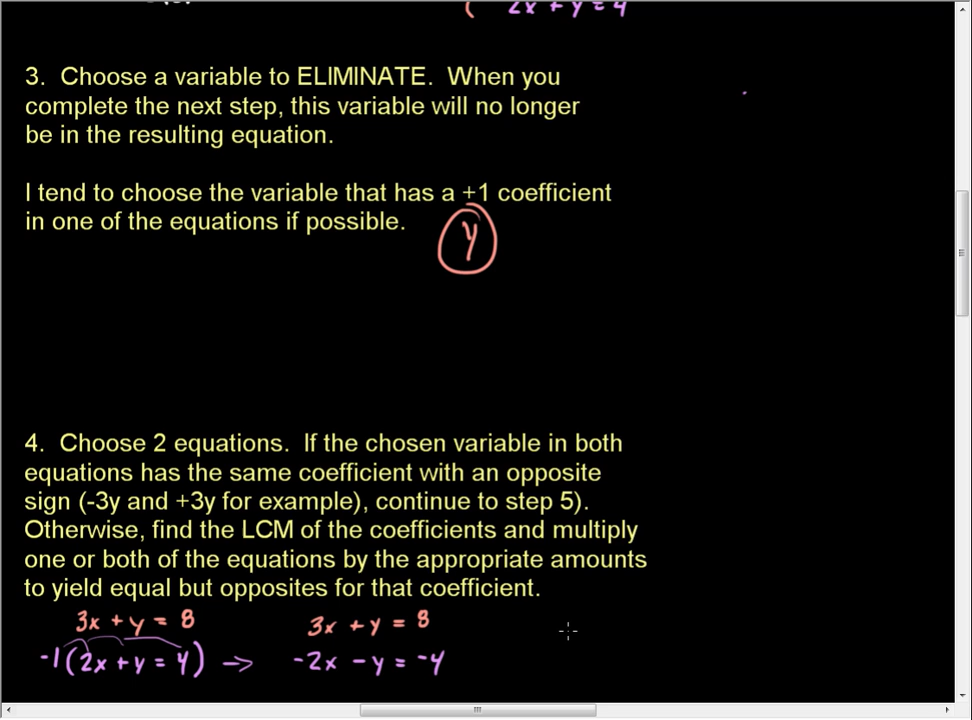 2x + y = 4
3. Choose a variable to ELIMINATE. When you
complete the next step, this variable will no longer
be in the resulting equation.
I tend to choose the variable that has a +1 coefficient
in one of the equations if possible.
y
4. Choose 2 equations. If the chosen variable in both
equations has the same coefficient with an opposite
sign (-3y and +3y for example), continue to step 5).
Otherwise, find the LCM of the coefficients and multiply
one or both of the equations by the appropriate amounts
to yield equal but opposites for that coefficient.
3x + y = 8 3x + y = 8
-1(2x + y = 4) → -2x - y = -4